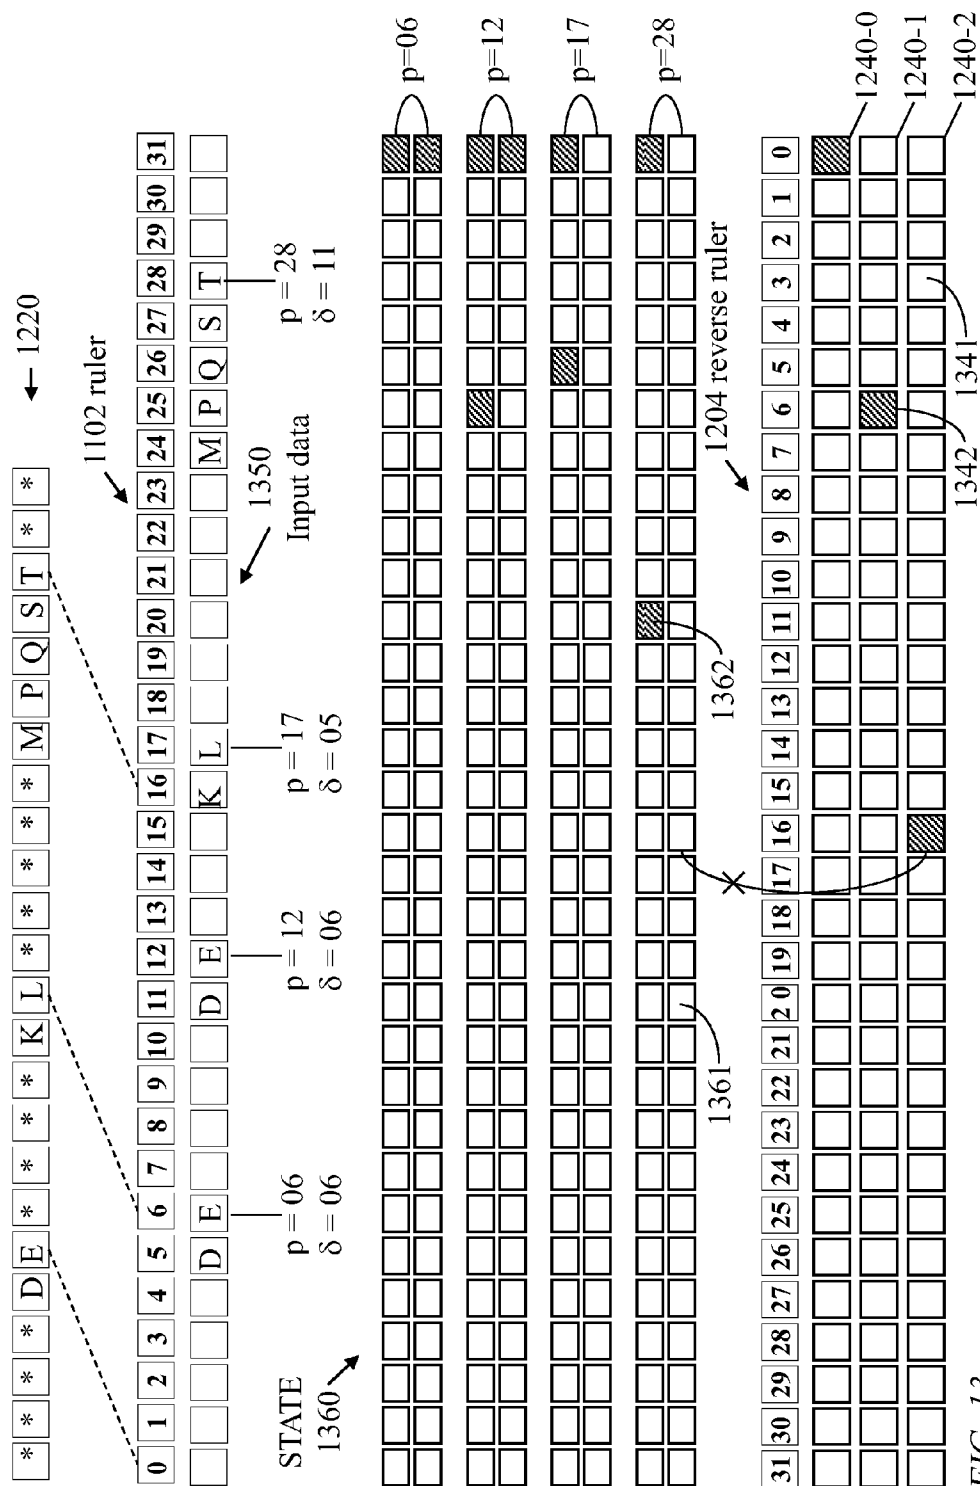 * * * * D E * * * * K L * * * * * M P Q S T * *
1220
1102 ruler
0 1 2 3 4 5 6 7 8 9 10 11 12 13 14 15 16 17 18 19 20 21 22 23 24 25 26 27 28 29 30 31
D E D E K L M P Q S T
1350
Input data
p = 06
δ = 06
p = 12
δ = 06
p = 17
δ = 05
p = 28
δ = 11
STATE
1360
p=06
p=12
p=17
p=28
1361
1362
1204 reverse ruler
31 30 29 28 27 26 25 24 23 22 21 20 19 18 17 16 15 14 13 12 11 10 9 8 7 6 5 4 3 2 1 0
1240-0
1240-1
1240-2
1342
1341
FIG. 13